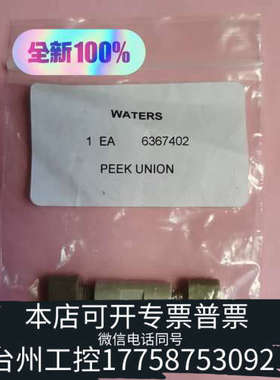 全新100%
WATERS
1 EA 6367402
PEEK UNION
本店可开专票普票
微信电话同号
台州工控17758753092